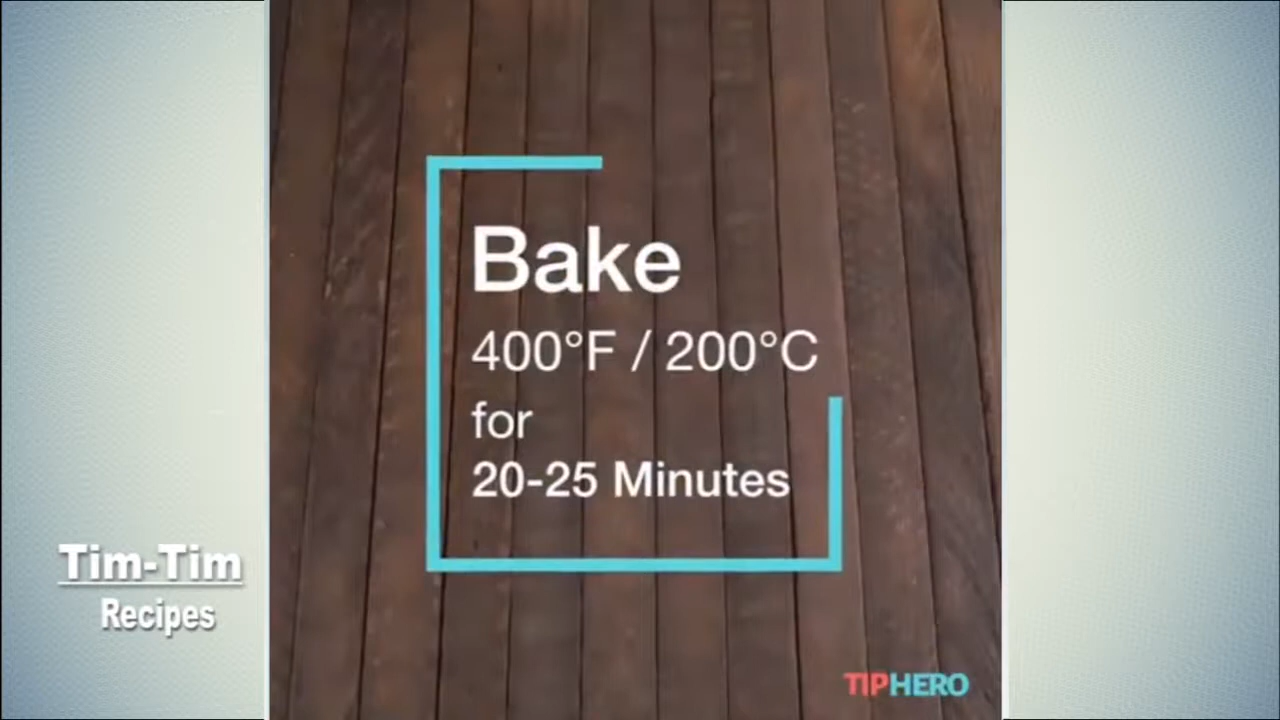 Bake
400°F / 200°C
for
20-25 Minutes
Tim-Tim
Recipes
TIPHERO